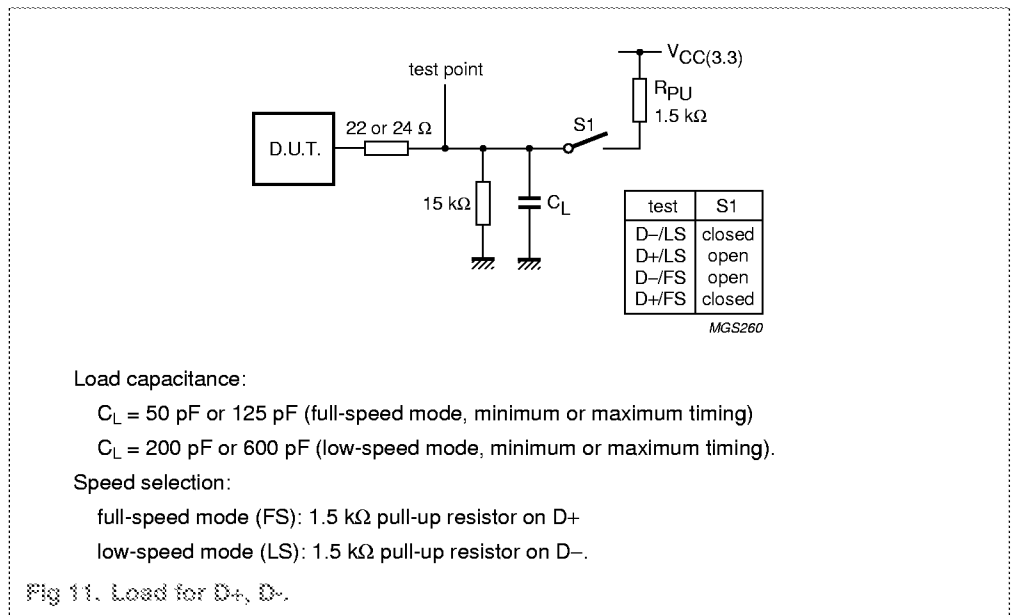 VCC(3.3)
test point
RPU
1.5 kΩ
22 or 24 Ω
S1
D.U.T.
15 kΩ
CL
test S1
D−/LS closed
D+/LS open
D−/FS open
D+/FS closed
MGS260
Load capacitance:
CL = 50 pF or 125 pF (full-speed mode, minimum or maximum timing)
CL = 200 pF or 600 pF (low-speed mode, minimum or maximum timing).
Speed selection:
full-speed mode (FS): 1.5 kΩ pull-up resistor on D+
low-speed mode (LS): 1.5 kΩ pull-up resistor on D−.
Fig 11. Load for D+, D-.